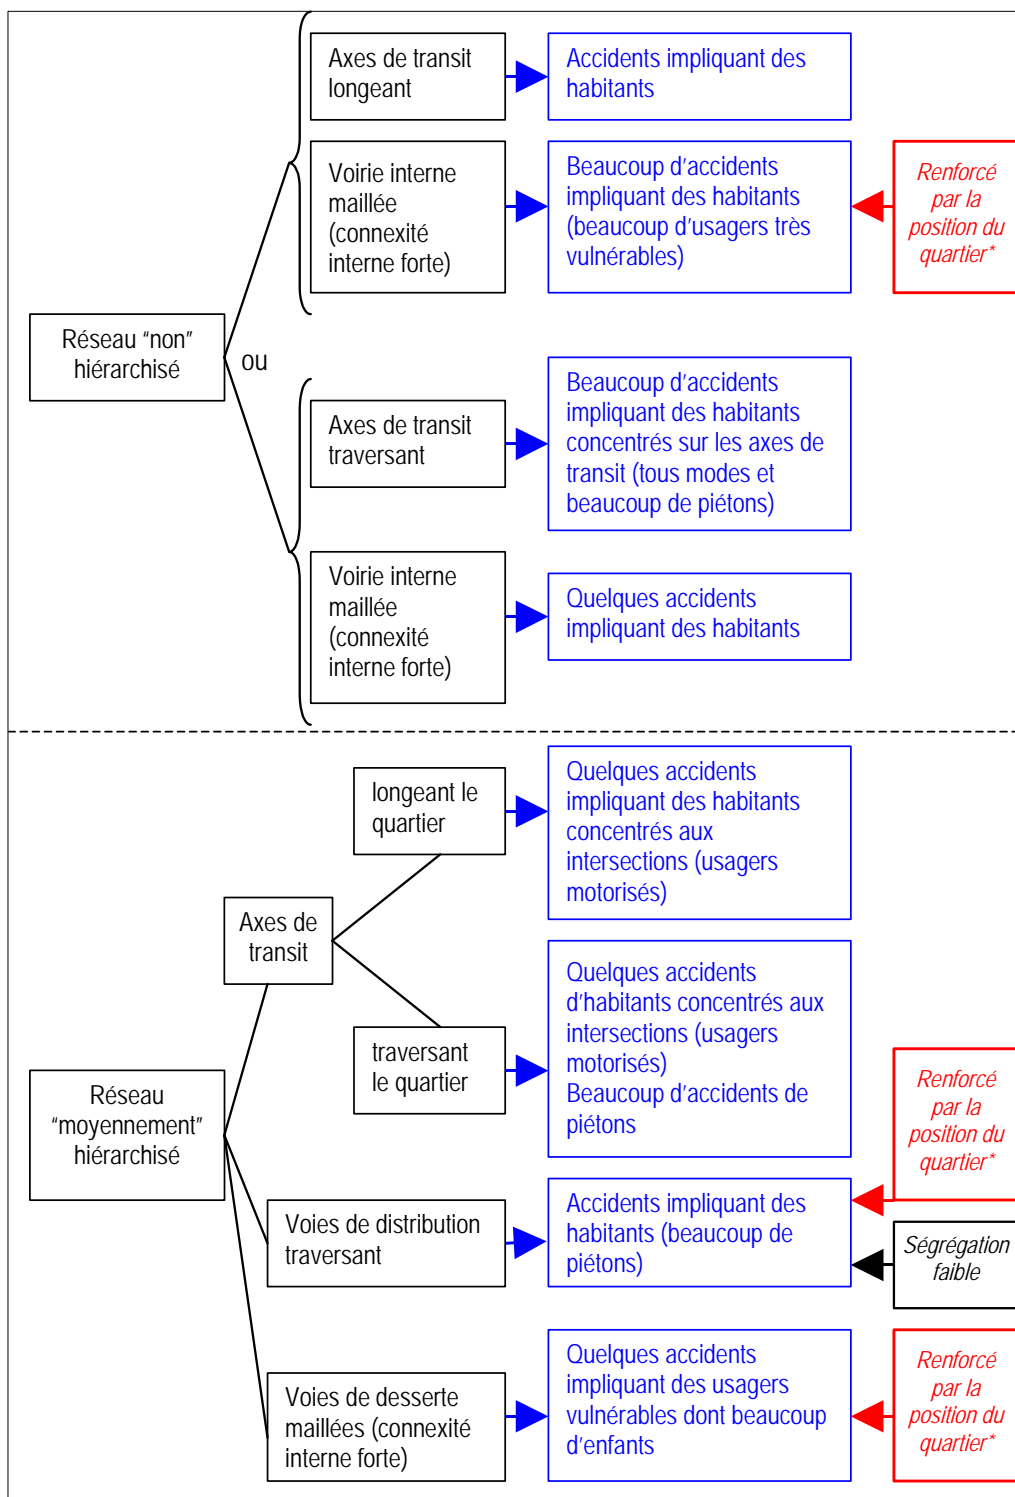 Axes de transit
longeant
Accidents impliquant des
habitants
Voirie interne
maillée
(connexité
interne forte)
Beaucoup d'accidents
impliquant des habitants
(beaucoup d'usagers très
vulnérables)
Renforcé
par la
position du
quartier*
Réseau “non”
hiérarchisé
ou
Axes de transit
traversant
Beaucoup d'accidents
impliquant des habitants
concentrés sur les axes de
transit (tous modes et
beaucoup de piétons)
Voirie interne
maillée
(connexité
interne forte)
Quelques accidents
impliquant des habitants
longeant le
quartier
Quelques accidents
impliquant des habitants
concentrés aux
intersections (usagers
motorisés)
Axes de
transit
traversant
le quartier
Quelques accidents
d'habitants concentrés aux
intersections (usagers
motorisés)
Beaucoup d'accidents de
piétons
Réseau
“moyennement”
hiérarchisé
Renforcé
par la
position du
quartier*
Voies de distribution
traversant
Accidents impliquant des
habitants (beaucoup de
piétons)
Ségrégation
faible
Voies de desserte
maillées (connexité
interne forte)
Quelques accidents
impliquant des usagers
vulnérables dont beaucoup
d'enfants
Renforcé
par la
position du
quartier*